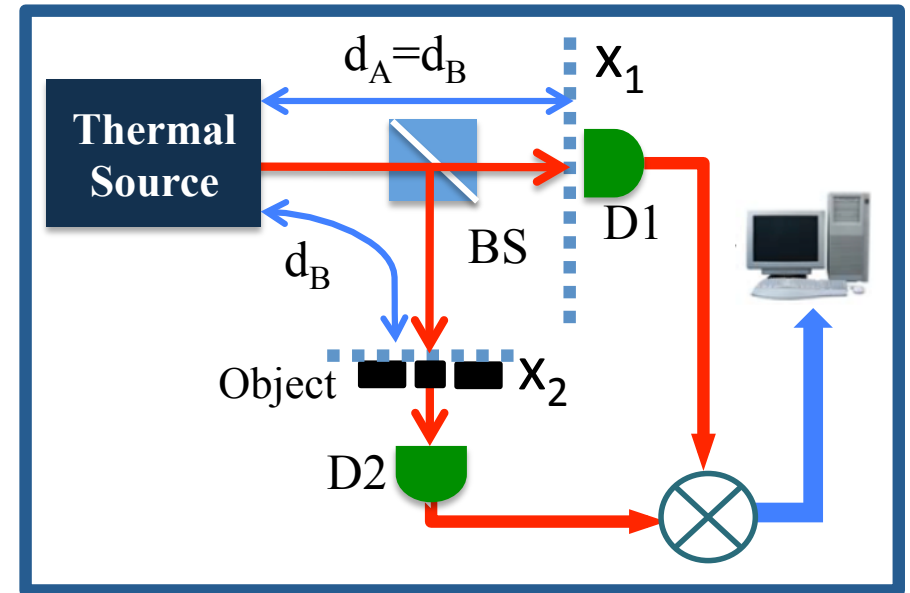 d_A=d_B
x_1
Thermal
Source
D1
BS
d_B
Object
x_2
D2